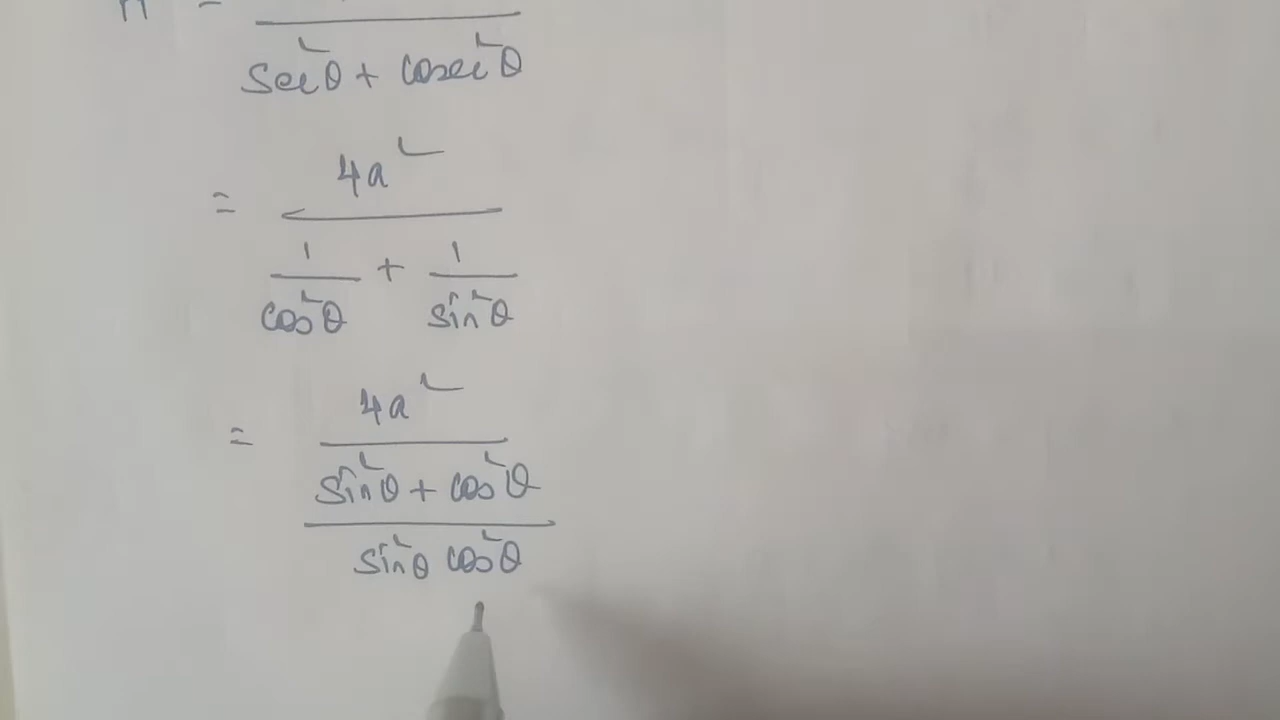 =
sec²θ + cosec²θ
4a²
=
1 + 1
cos²θ sin²θ
4a²
=
sin²θ + cos²θ
sin²θ cos²θ